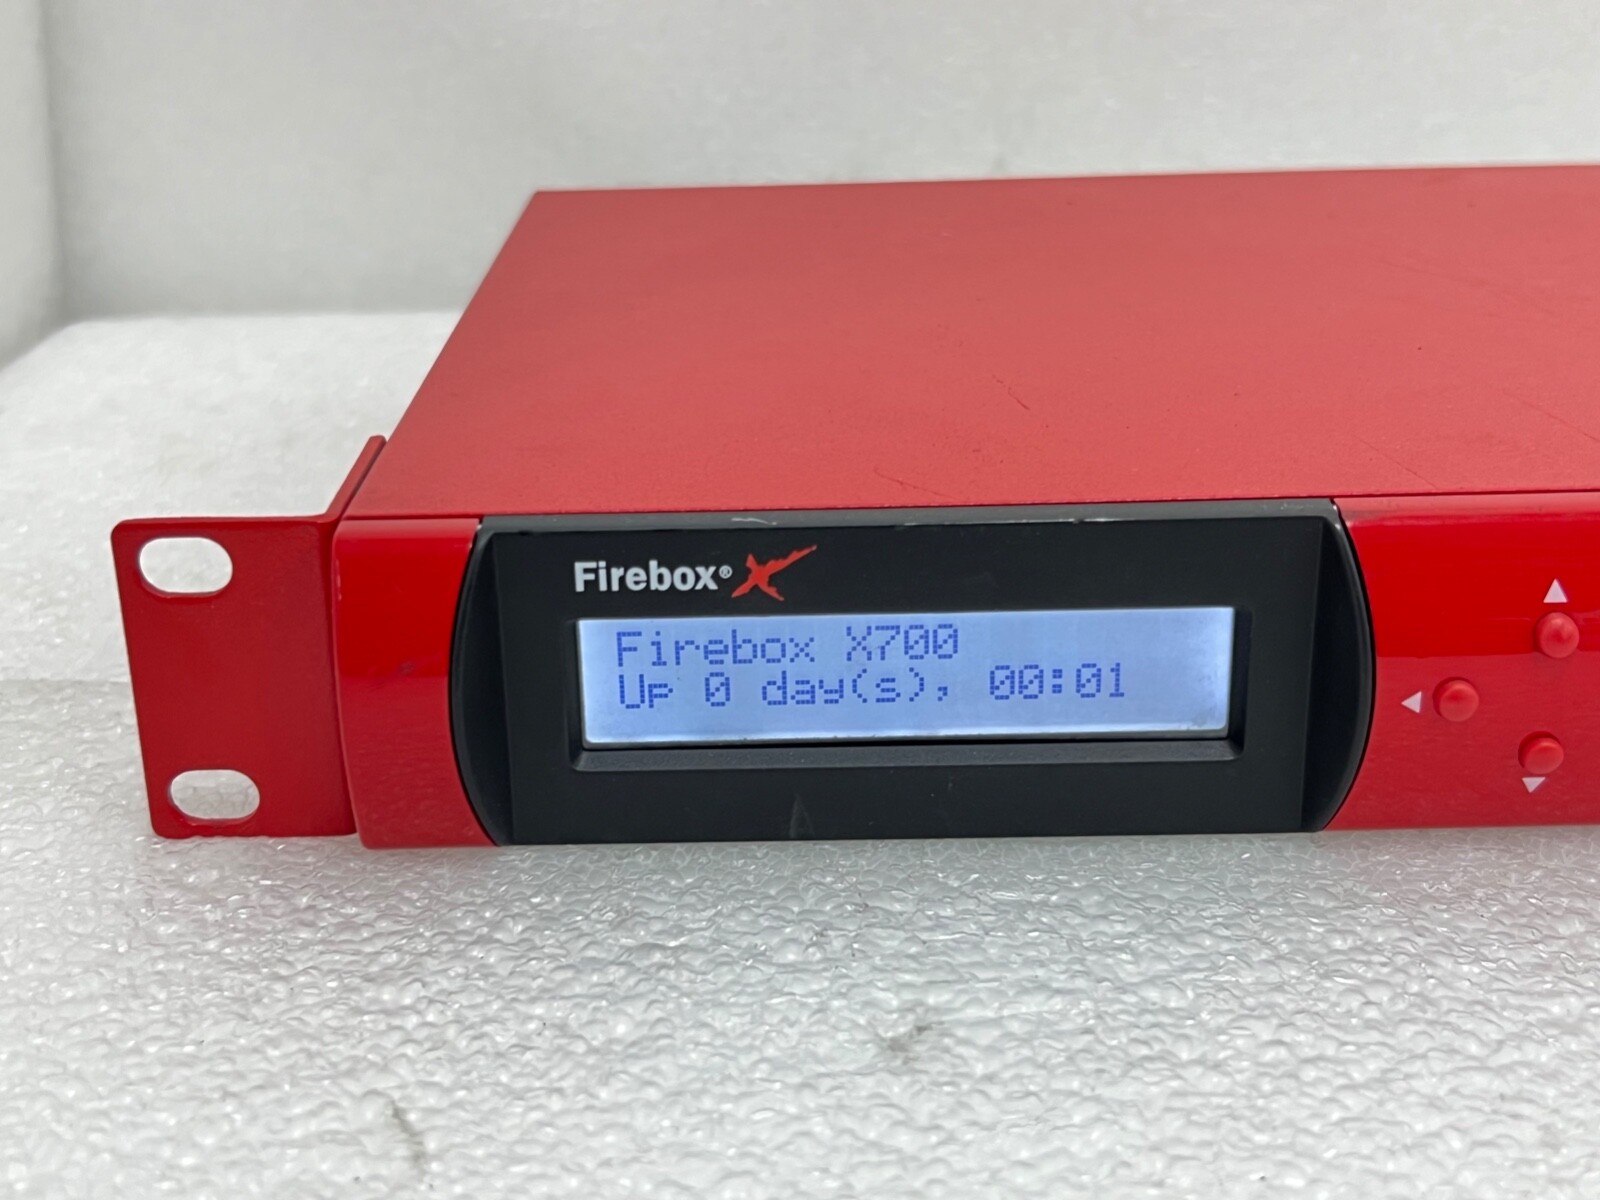 Firebox® X
Firebox X700
Up 0 day(s), 00:01